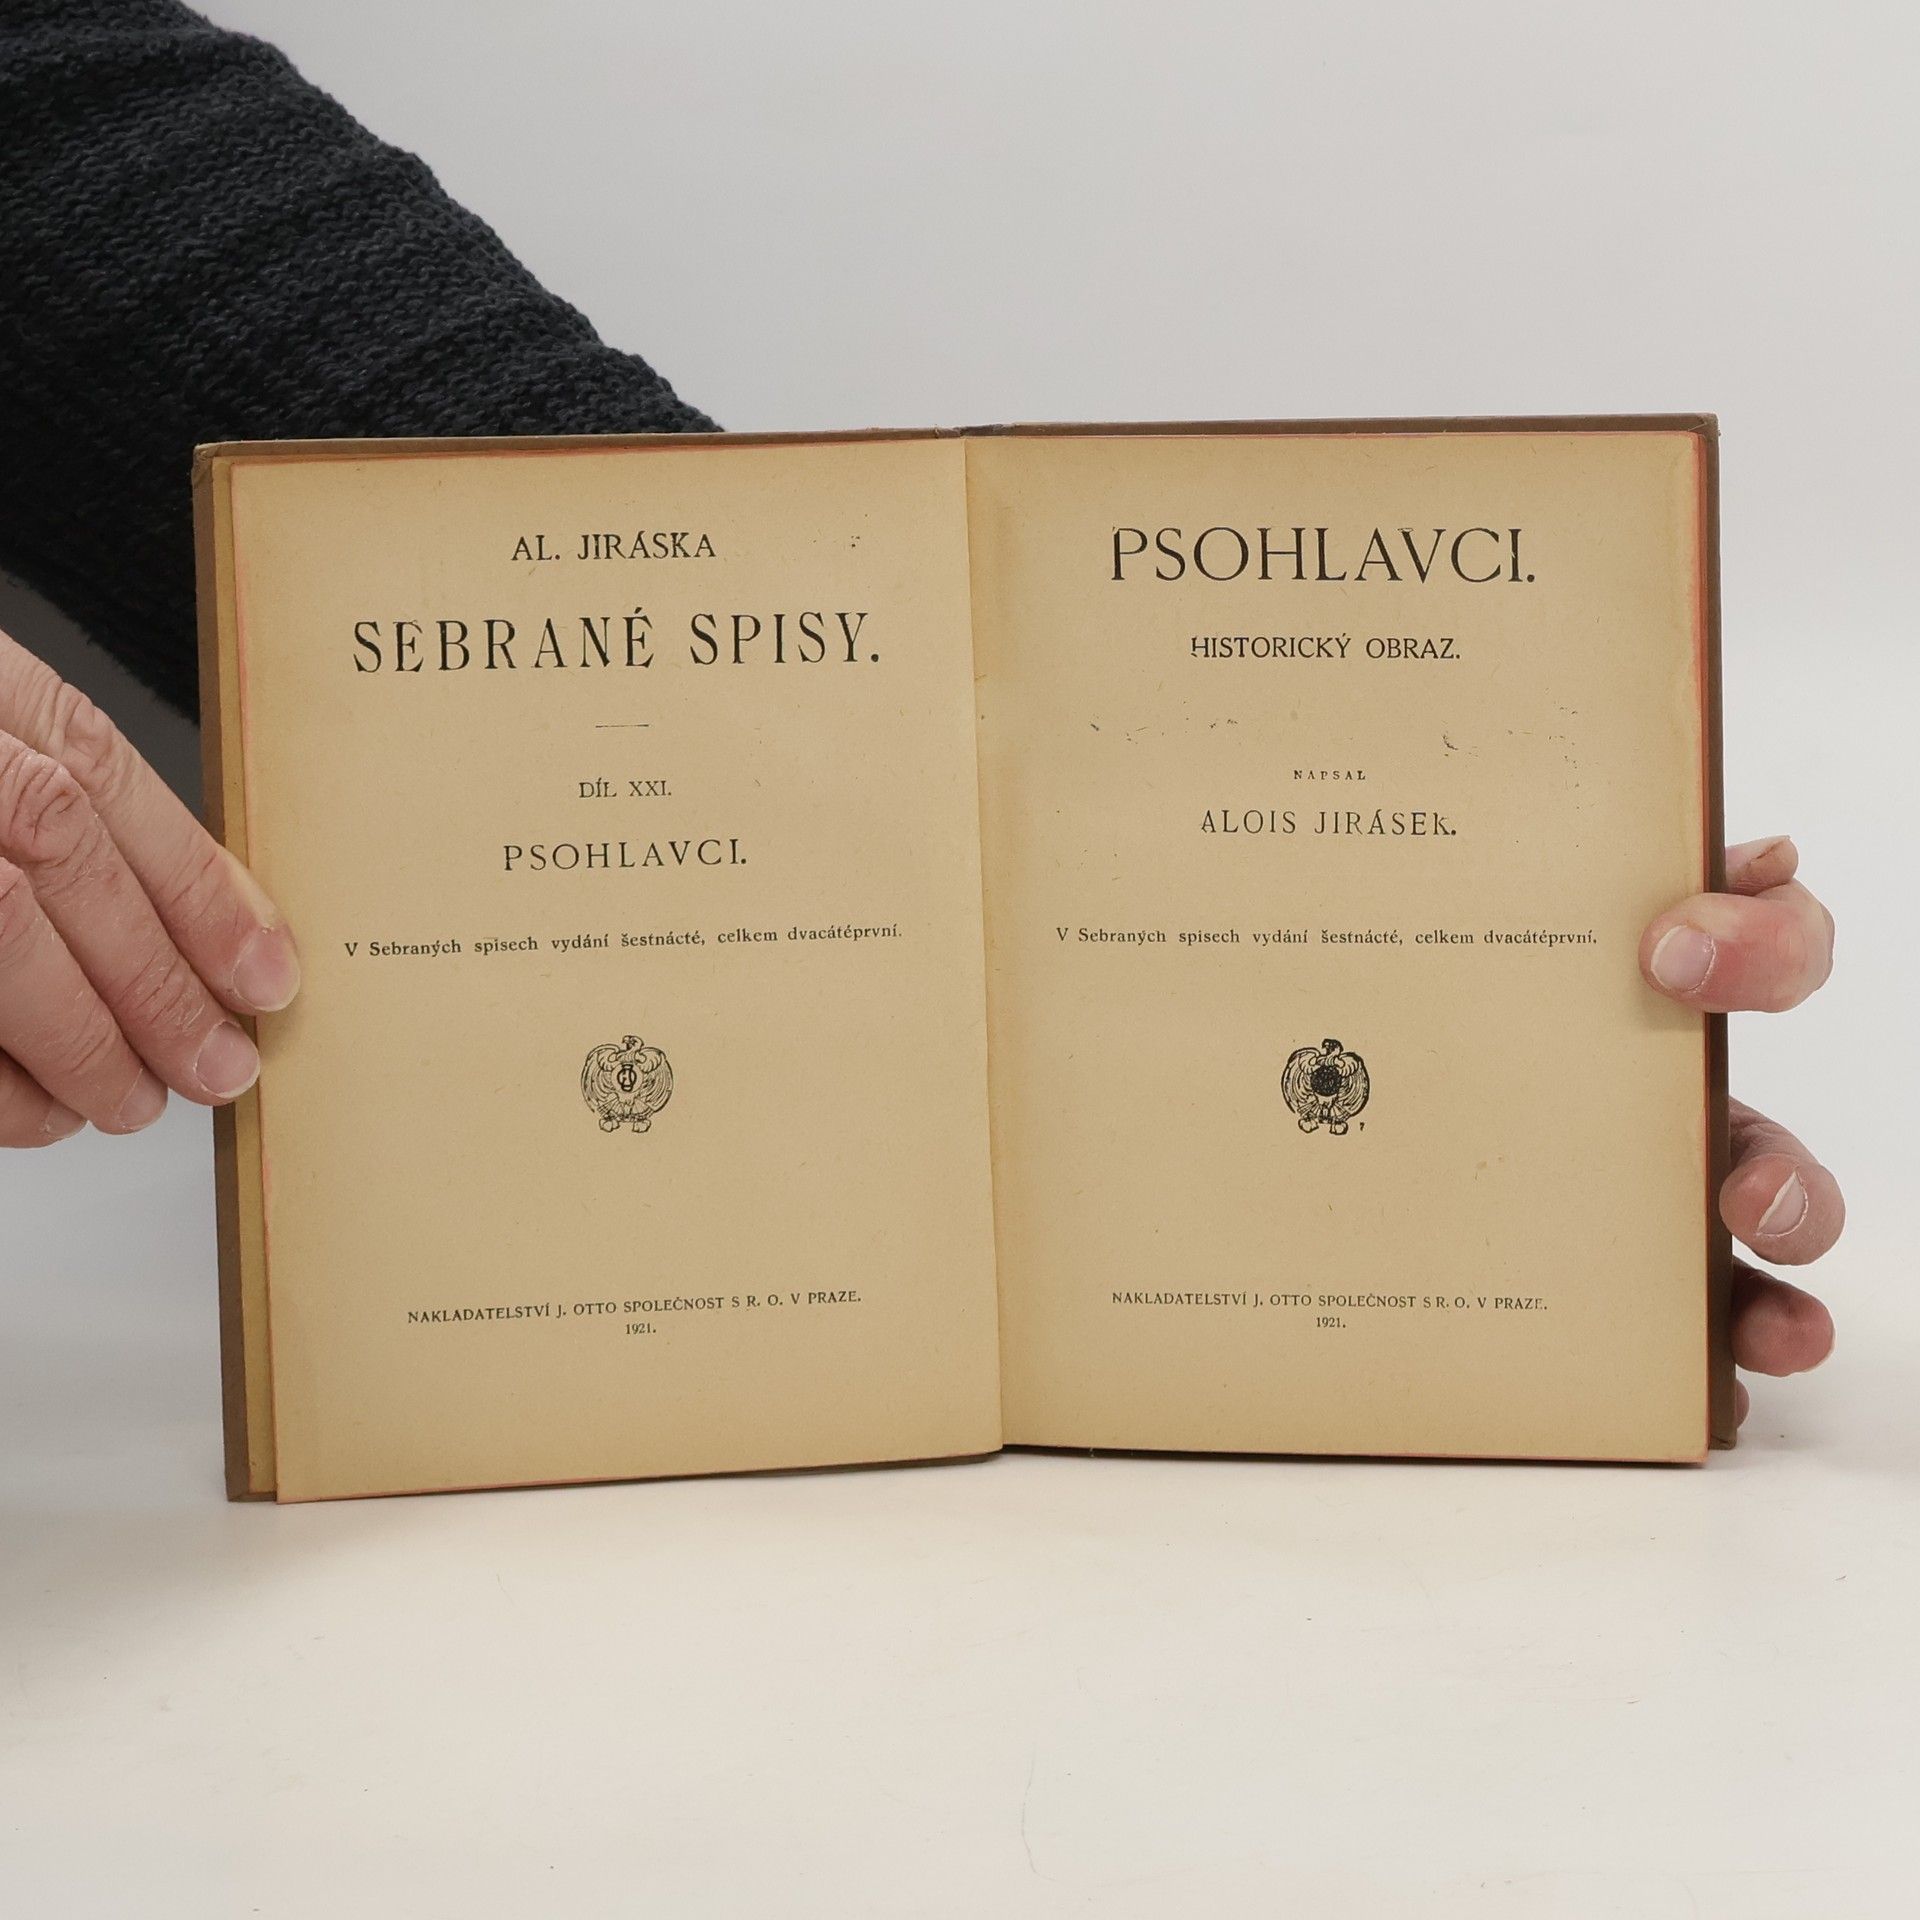 AL. JIRÁSKA
SEBRANÉ SPISY.
DÍL XXI.
PSOHLAVCI.
V Sebraných spisech vydání šestnácté, celkem dvacátéprvní.
NAKLADATELSTVÍ J. OTTO SPOLEČNOST S R. O. V PRAZE.
1921.
PSOHLAVCI.
HISTORICKÝ OBRAZ.
NAPSAL
ALOIS JIRÁSEK.
V Sebraných spisech vydání šestnácté, celkem dvacátéprvní.
NAKLADATELSTVÍ J. OTTO SPOLEČNOST S R. O. V PRAZE.
1921.